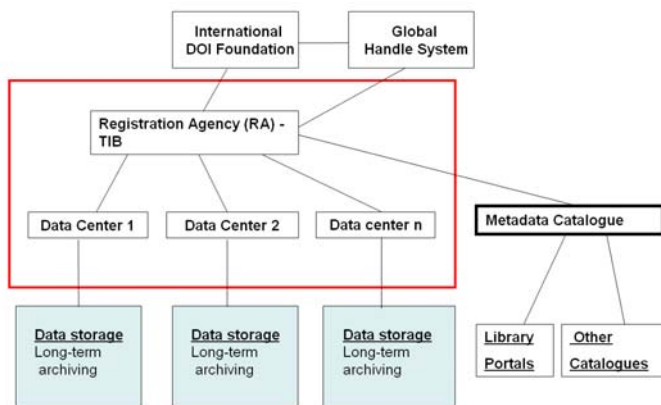 International
DOI Foundation
Global
Handle System
Registration Agency (RA) -
TIB
Data Center 1
Data Center 2
Data center n
Metadata Catalogue
Data storage
Long-term
archiving
Data storage
Long-term
archiving
Data storage
Long-term
archiving
Library
Portals
Other
Catalogues